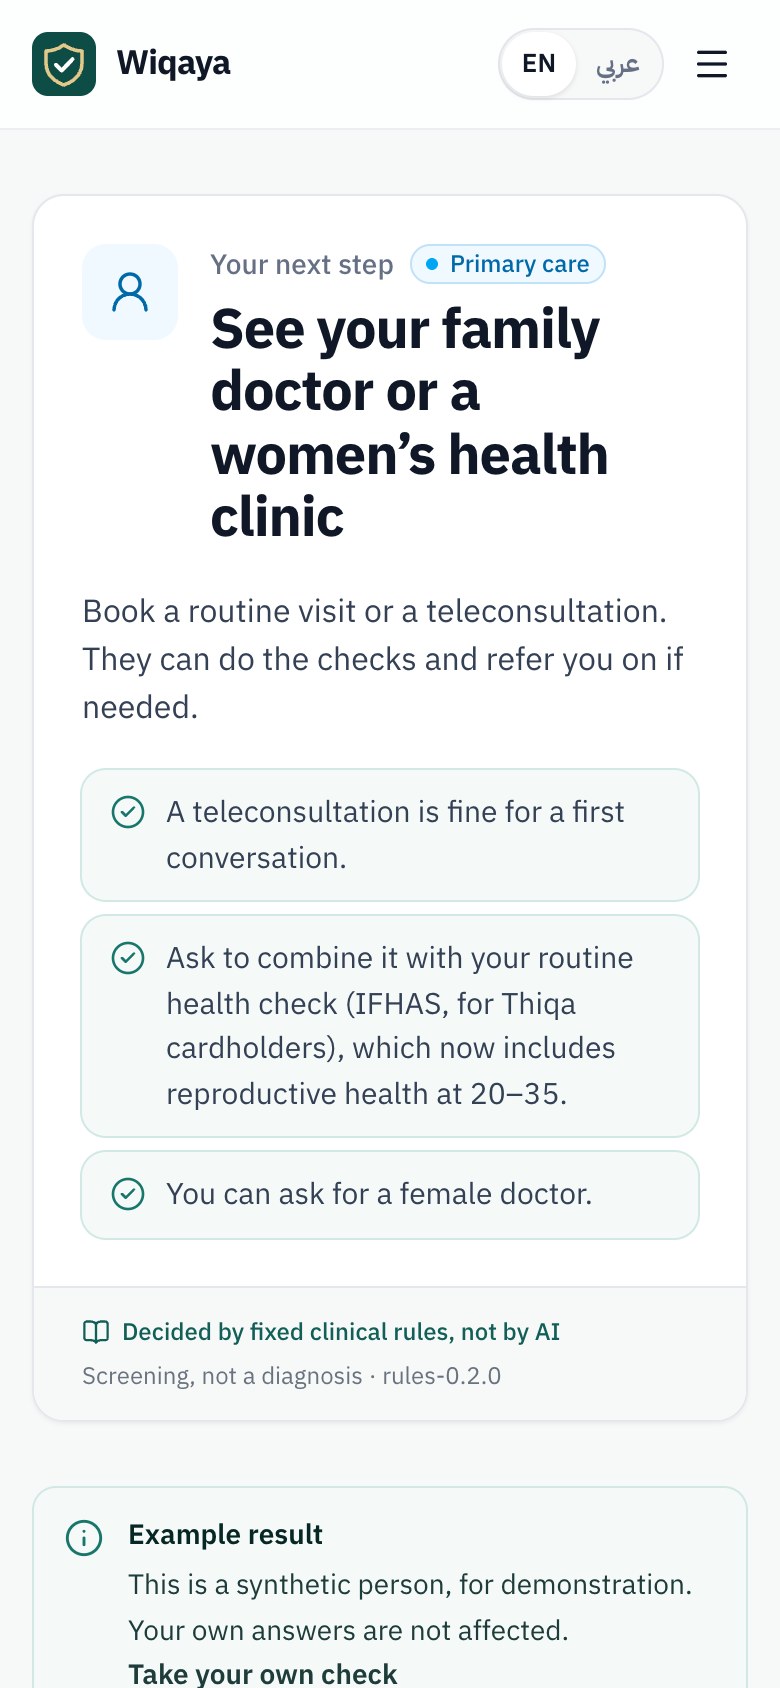 Wiqaya
EN
عربي
Your next step
Primary care
See your family
doctor or a
women’s health
clinic
Book a routine visit or a teleconsultation.
They can do the checks and refer you on if
needed.
A teleconsultation is fine for a first
conversation.
Ask to combine it with your routine
health check (IFHAS, for Thiqa
cardholders), which now includes
reproductive health at 20–35.
You can ask for a female doctor.
Decided by fixed clinical rules, not by AI
Screening, not a diagnosis · rules-0.2.0
Example result
This is a synthetic person, for demonstration.
Your own answers are not affected.
Take your own check